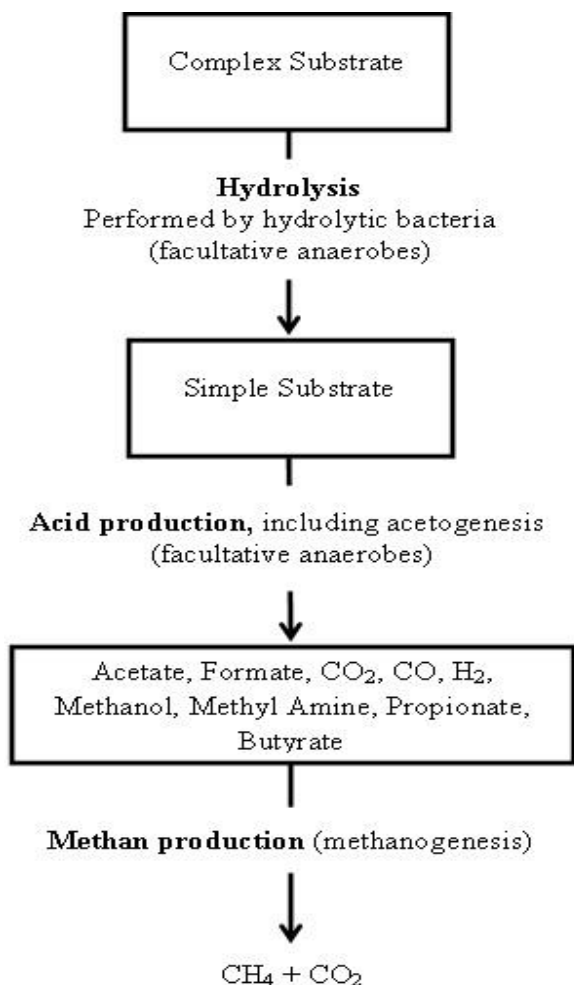 Complex Substrate
Hydrolysis
Performed by hydrolytic bacteria
(facultative anaerobes)
Simple Substrate
Acid production, including acetogenesis
(facultative anaerobes)
Acetate, Formate, CO₂, CO, H₂,
Methanol, Methyl Amine, Propionate,
Butyrate
Methan production (methanogenesis)
CH₄ + CO₂